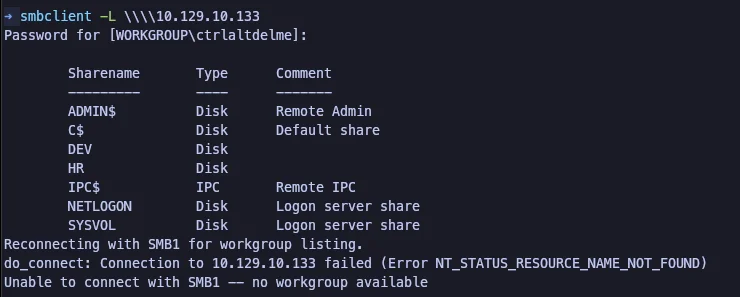 ➜ smbclient -L \\\\10.129.10.133
Password for [WORKGROUP\ctrlaltdelme]:
Sharename Type Comment
--------- ---- -------
ADMIN$ Disk Remote Admin
C$ Disk Default share
DEV Disk
HR Disk
IPC$ IPC Remote IPC
NETLOGON Disk Logon server share
SYSVOL Disk Logon server share
Reconnecting with SMB1 for workgroup listing.
do_connect: Connection to 10.129.10.133 failed (Error NT_STATUS_RESOURCE_NAME_NOT_FOUND)
Unable to connect with SMB1 -- no workgroup available